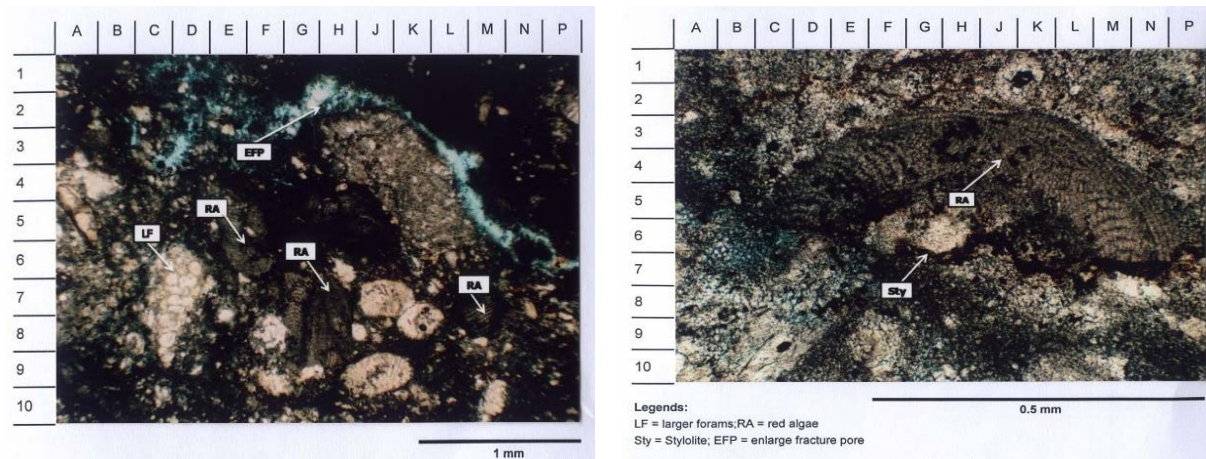 A B C D E F G H J K L M N P
1
2
3
4
5
6
7
8
9
10
EFP
RA
LF
RA
RA
1 mm
A B C D E F G H J K L M N P
1
2
3
4
5
6
7
8
9
10
RA
Sty
0.5 mm
Legends:
LF = larger forams;RA = red algae
Sty = Stylolite; EFP = enlarge fracture pore